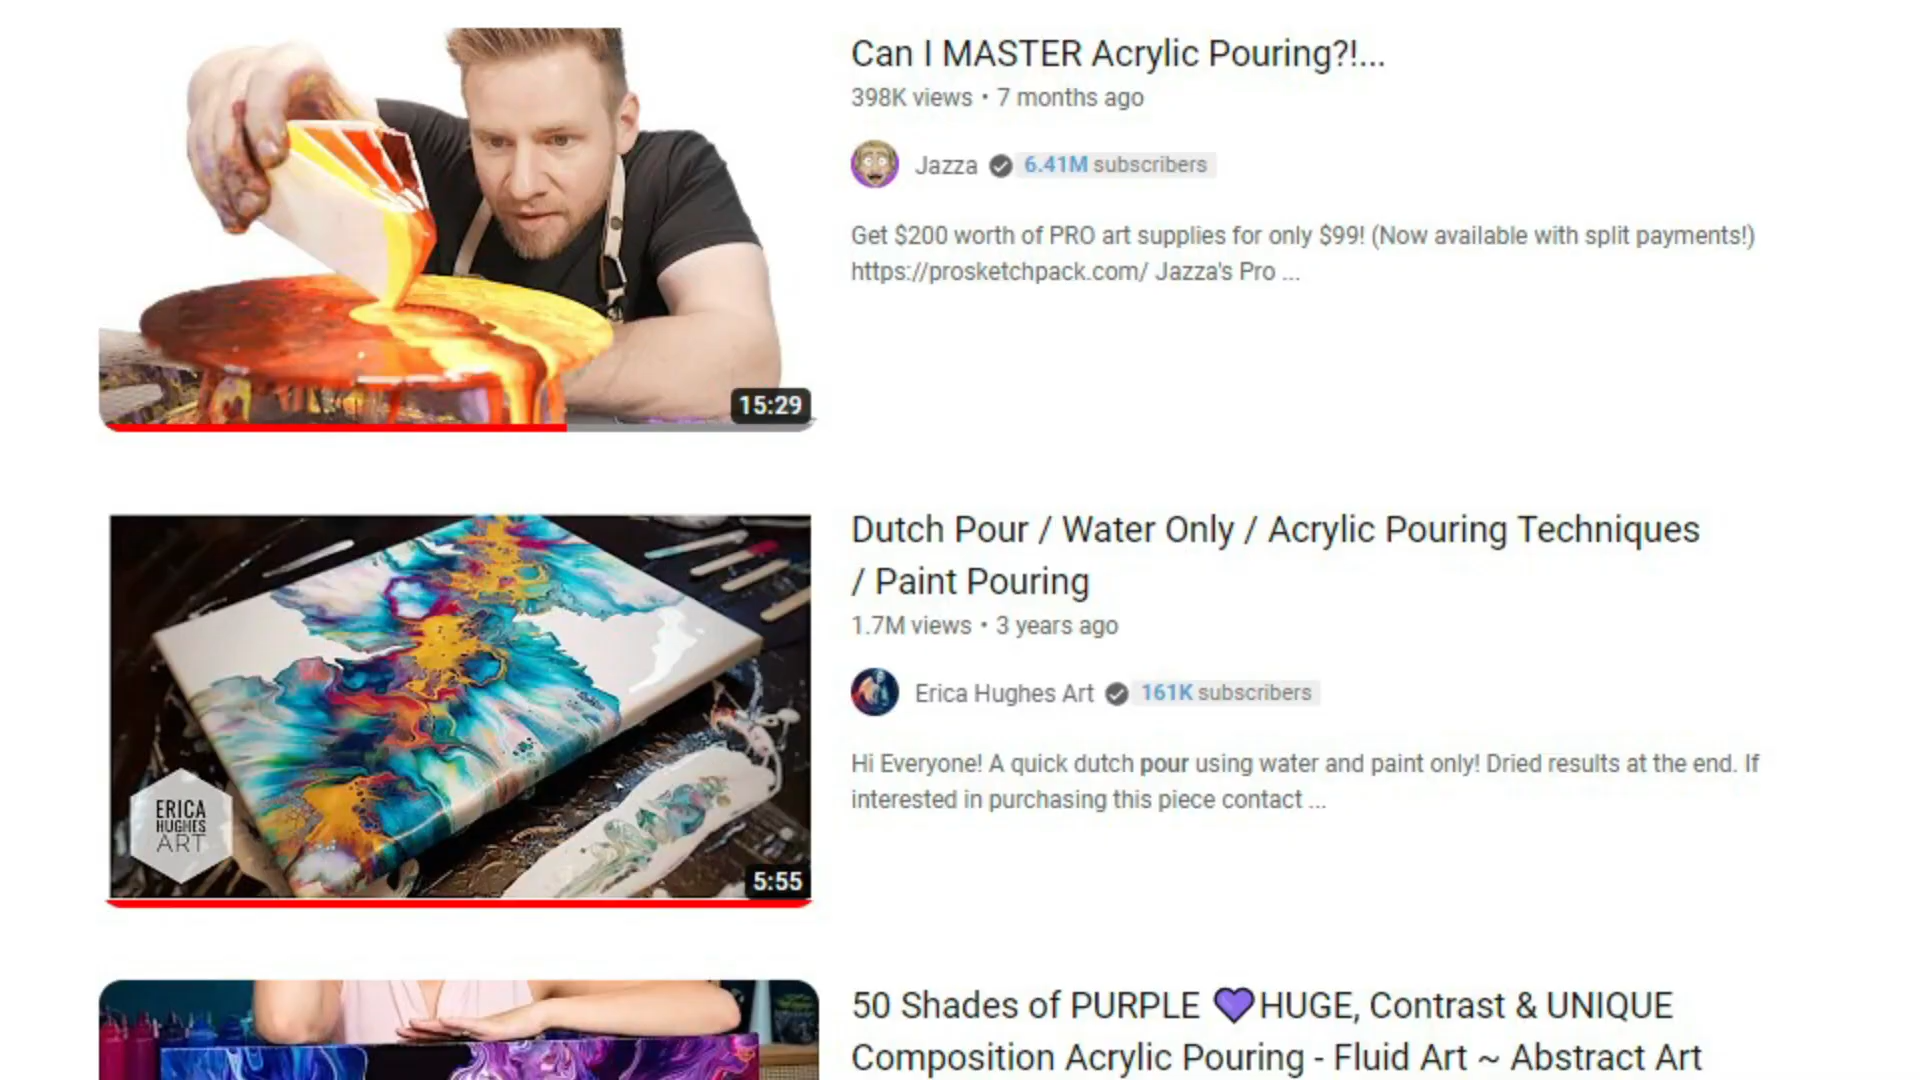 Can I MASTER Acrylic Pouring?!...
398K views • 7 months ago
Jazza 6.41M subscribers
Get $200 worth of PRO art supplies for only $99! (Now available with split payments!)
https://prosketchpack.com/ Jazza's Pro ...
15:29
Dutch Pour / Water Only / Acrylic Pouring Techniques
/ Paint Pouring
1.7M views • 3 years ago
Erica Hughes Art 161K subscribers
Hi Everyone! A quick dutch pour using water and paint only! Dried results at the end. If
interested in purchasing this piece contact ...
ERICA
HUGHES
ART
5:55
50 Shades of PURPLE 💜HUGE, Contrast & UNIQUE
Composition Acrylic Pouring - Fluid Art ~ Abstract Art